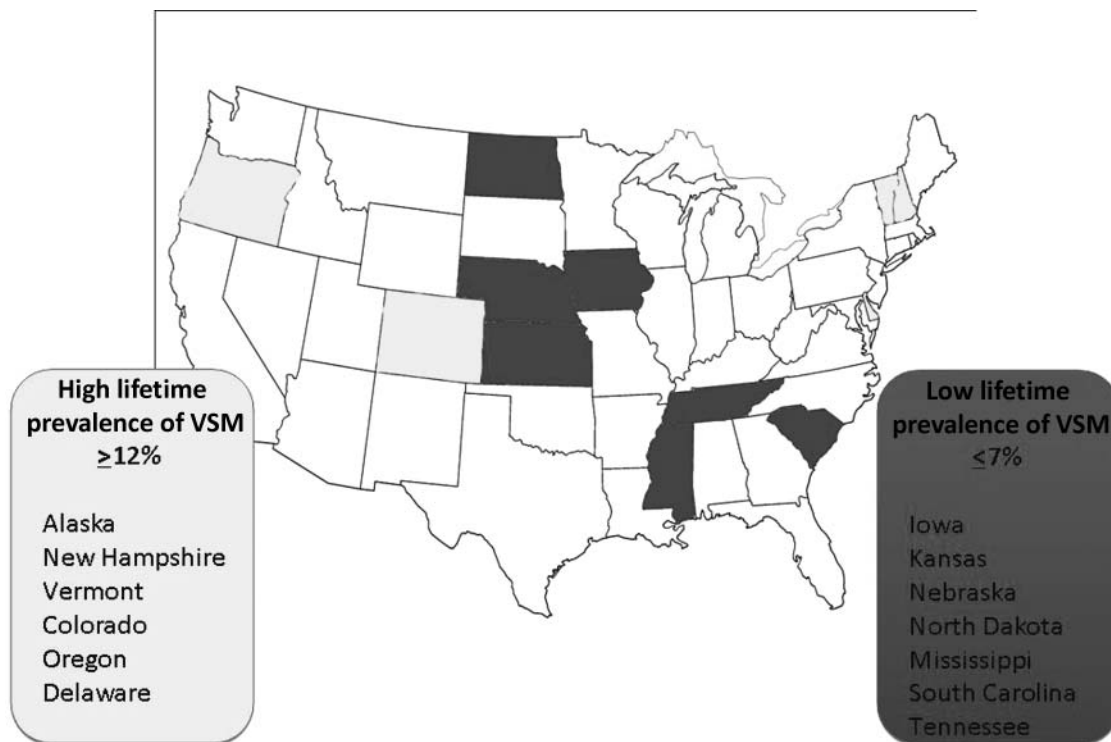 High lifetime
prevalence of VSM
≥12%
Alaska
New Hampshire
Vermont
Colorado
Oregon
Delaware
Low lifetime
prevalence of VSM
≤7%
Iowa
Kansas
Nebraska
North Dakota
Mississippi
South Carolina
Tennessee